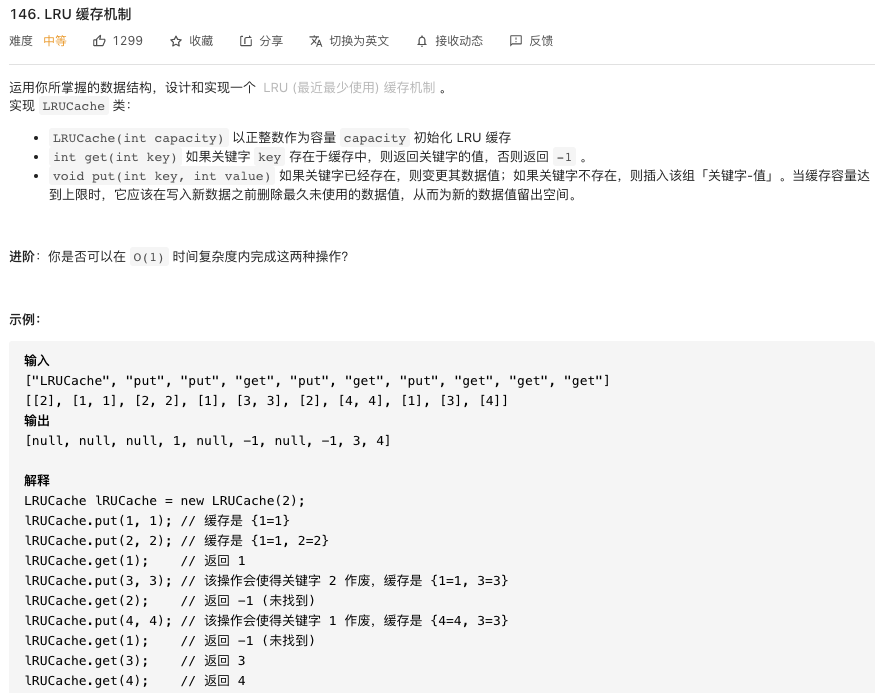 146. LRU 缓存机制
难度 中等 1299 收藏 分享 切换为英文 接收动态 反馈
运用你所掌握的数据结构，设计和实现一个 LRU (最近最少使用) 缓存机制 。
实现 LRUCache 类：
• LRUCache(int capacity) 以正整数作为容量 capacity 初始化 LRU 缓存
• int get(int key) 如果关键字 key 存在于缓存中，则返回关键字的值，否则返回 -1 。
• void put(int key, int value) 如果关键字已经存在，则变更其数据值；如果关键字不存在，则插入该组「关键字-值」。当缓存容量达
到上限时，它应该在写入新数据之前删除最久未使用的数据值，从而为新的数据值留出空间。
进阶：你是否可以在 O(1) 时间复杂度内完成这两种操作？
示例：
输入
["LRUCache", "put", "put", "get", "put", "get", "put", "get", "get", "get"]
[[2], [1, 1], [2, 2], [1], [3, 3], [2], [4, 4], [1], [3], [4]]
输出
[null, null, null, 1, null, -1, null, -1, 3, 4]
解释
LRUCache lRUCache = new LRUCache(2);
lRUCache.put(1, 1); // 缓存是 {1=1}
lRUCache.put(2, 2); // 缓存是 {1=1, 2=2}
lRUCache.get(1);    // 返回 1
lRUCache.put(3, 3); // 该操作会使得关键字 2 作废，缓存是 {1=1, 3=3}
lRUCache.get(2);    // 返回 -1 (未找到)
lRUCache.put(4, 4); // 该操作会使得关键字 1 作废，缓存是 {4=4, 3=3}
lRUCache.get(1);    // 返回 -1 (未找到)
lRUCache.get(3);    // 返回 3
lRUCache.get(4);    // 返回 4